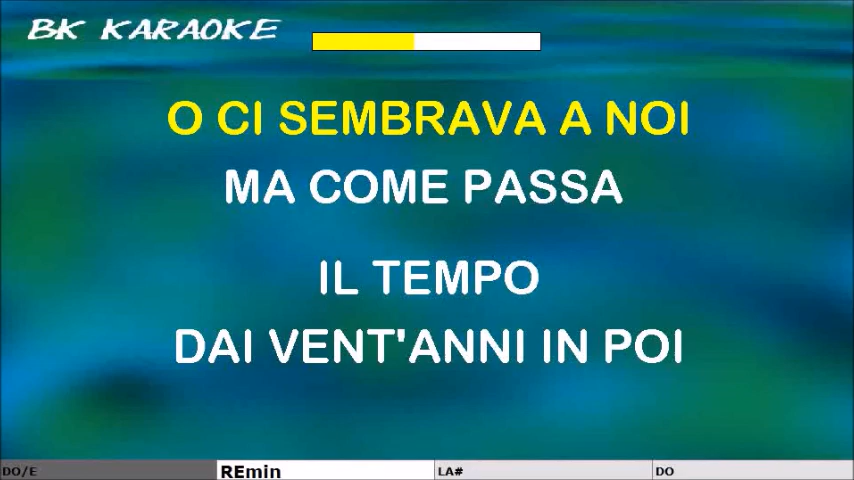 BK KARAOKE
O CI SEMBRAVA A NOI
MA COME PASSA
IL TEMPO
DAI VENT'ANNI IN POI
DO/E REmin LA# DO